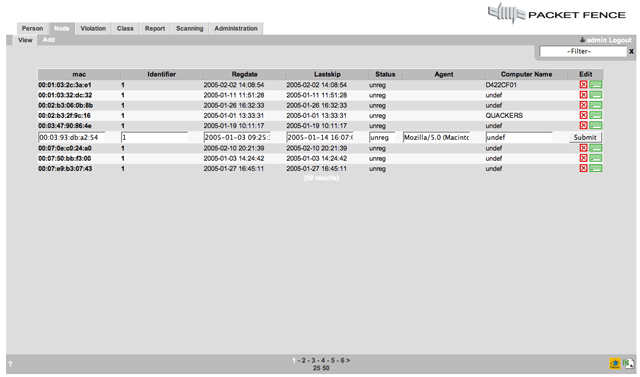 PACKET FENCE
Person Node Violation Class Report Scanning Administration
View Add admin Logout
~Filter~ x
mac Identifier Regdate Lastskip Status Agent Computer Name Edit
00:01:03:2c:3a:e1 1 2005-02-02 14:08:54 2005-02-02 14:08:54 unreg D422CF01
00:01:03:32:dc:32 1 2005-01-11 11:51:28 2005-01-11 11:51:28 unreg undef
00:02:b3:06:0b:8b 1 2005-01-26 16:32:33 2005-01-26 16:32:33 unreg undef
00:02:b3:2f:9c:16 1 2005-01-01 13:33:31 2005-01-01 13:33:31 unreg QUACKERS
00:03:47:90:86:4e 1 2005-01-19 10:11:17 2005-01-19 10:11:17 unreg undef
00:03:93:db:a2:54 1 2005-01-03 09:25: 2005-01-14 16:07: unreg Mozilla/5.0 (Macint undef Submit
00:07:0e:c0:24:a0 1 2005-02-10 20:21:39 2005-02-10 20:21:39 unreg undef
00:07:50:bb:f3:00 1 2005-01-03 14:24:42 2005-01-03 14:24:42 unreg undef
00:07:e9:b3:07:43 1 2005-01-27 16:45:11 2005-01-27 16:45:11 unreg undef
(50 results)
1 - 2 - 3 - 4 - 5 - 6 >
25 50
?